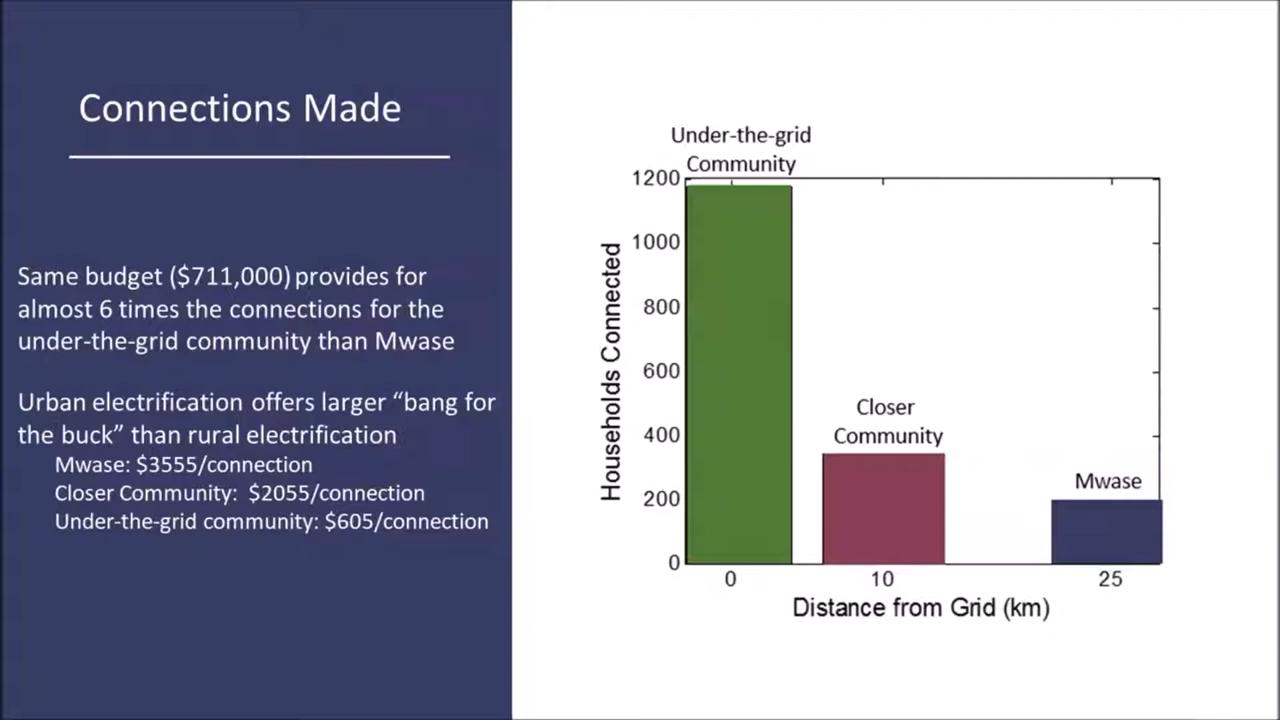 Connections Made
Same budget ($711,000) provides for
almost 6 times the connections for the
under-the-grid community than Mwase
Urban electrification offers larger “bang for
the buck” than rural electrification
Mwase: $3555/connection
Closer Community: $2055/connection
Under-the-grid community: $605/connection
Under-the-grid
Community
1200
1000
800
600
400
200
0
Households Connected
Closer
Community
Mwase
0
10
25
Distance from Grid (km)